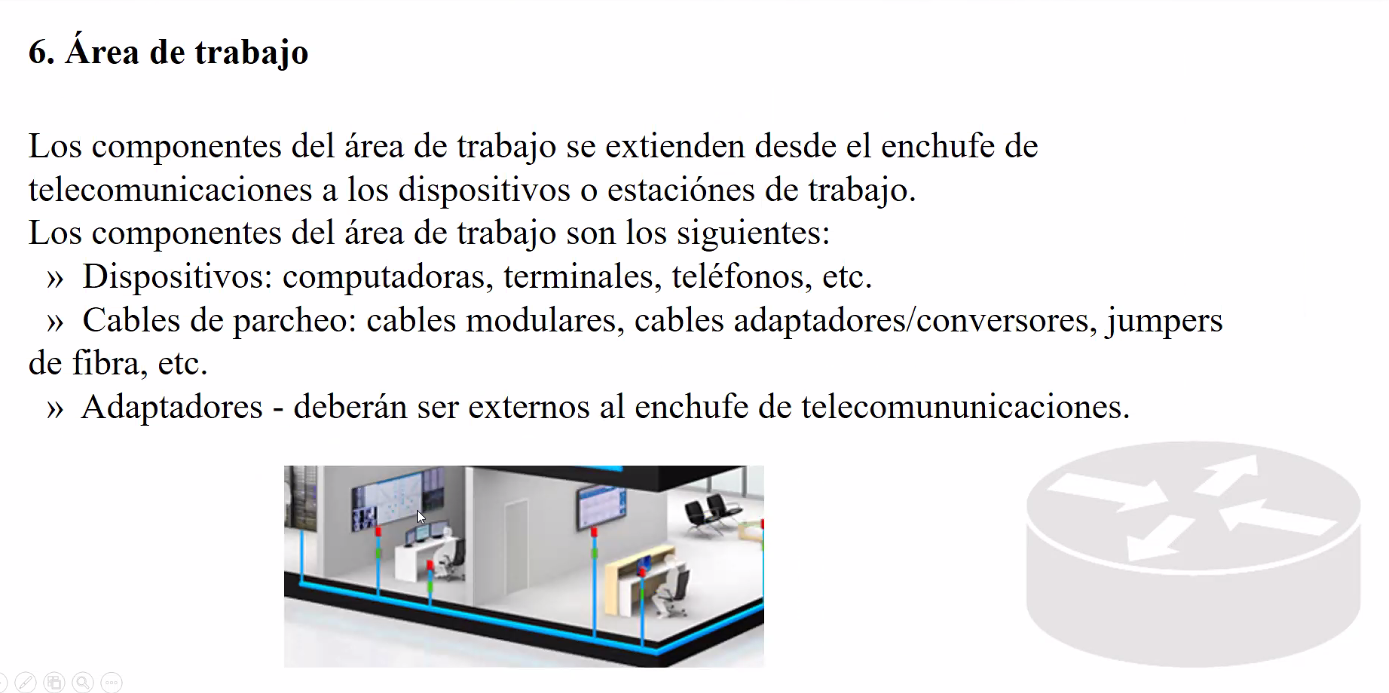 6. Área de trabajo
Los componentes del área de trabajo se extienden desde el enchufe de
telecomunicaciones a los dispositivos o estaciónes de trabajo.
Los componentes del área de trabajo son los siguientes:
» Dispositivos: computadoras, terminales, teléfonos, etc.
» Cables de parcheo: cables modulares, cables adaptadores/conversores, jumpers
de fibra, etc.
» Adaptadores - deberán ser externos al enchufe de telecomununicaciones.